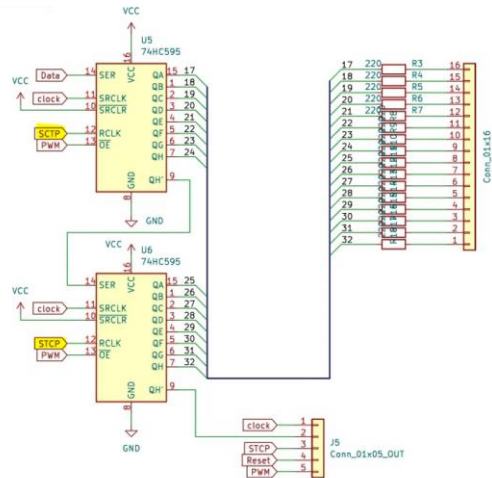 VCC
U5
74HC595
16
VCC
Data 14 SER QA 15 17
QB 1 18
clock 11 SRCLK QC 2 19
VCC 10 SRCLR QD 3 20
QE 4 21
SCTP 12 RCLK QF 5 22
PWM 13 OE QG 6 23
QH 7 24
QH' 9
GND
8
GND
VCC
U6
74HC595
16
VCC
14 SER QA 15 25
QB 1 26
clock 11 SRCLK QC 2 27
VCC 10 SRCLR QD 3 28
QE 4 29
STCP 12 RCLK QF 5 30
PWM 13 OE QG 6 31
QH 7 32
QH' 9
GND
8
GND
17 220 R3 16
18 220 R4 15
19 220 R5 14
20 220 R6 13
21 220 R7 12
22 11
23 10
24 9
25 8
26 7
27 6
28 5
29 4
30 3
31 2
32 1
Conn_01x16
clock 1
2
STCP 3
Reset 4
PWM 5
J5
Conn_01x05_OUT